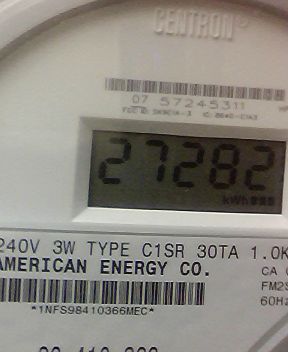 CENTRON®
07 57245311
27282
kWh
240V 3W TYPE C1SR 30TA 1.0K
AMERICAN ENERGY CO.
CA
FM2S
60Hz
*1NFS98410366MEC*